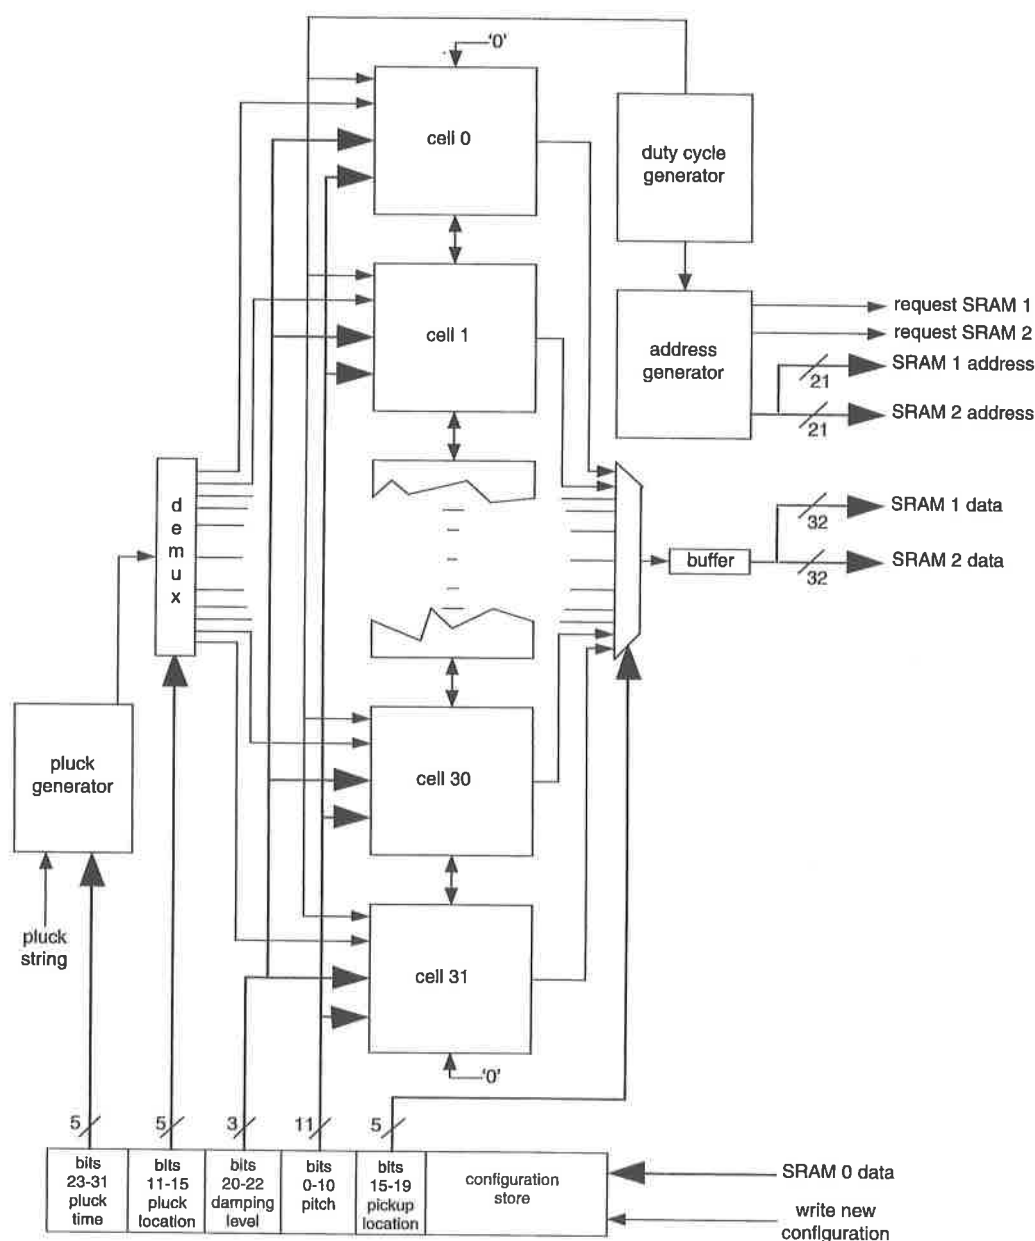 '0'
cell 0
duty cycle
generator
cell 1
address
generator
request SRAM 1
request SRAM 2
SRAM 1 address
21
SRAM 2 address
21
d
e
m
u
x
SRAM 1 data
32
buffer
SRAM 2 data
32
pluck
generator
cell 30
pluck
string
cell 31
'0'
5
5
3
11
5
bits
23-31
pluck
time
bits
11-15
pluck
location
bits
20-22
damping
level
bits
0-10
pitch
bits
15-19
pickup
location
configuration
store
SRAM 0 data
write new
configuration